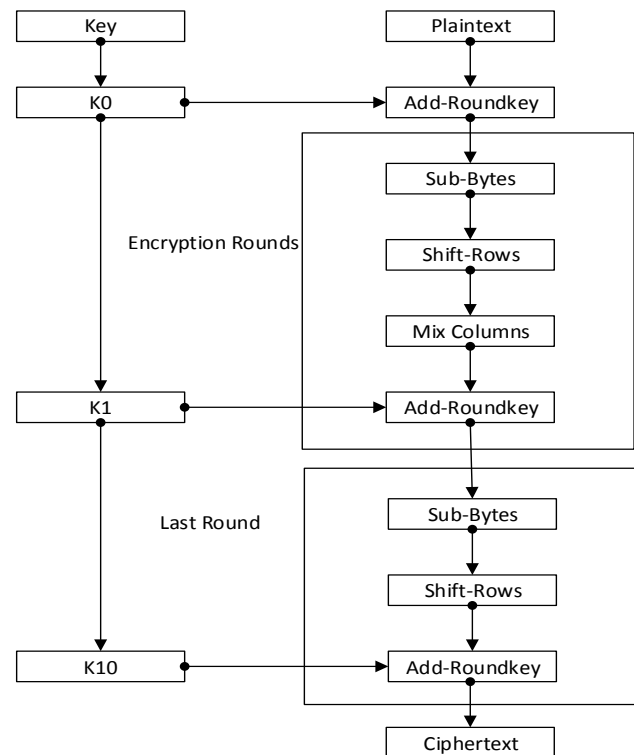 Key
Plaintext
K0
Add-Roundkey
Sub-Bytes
Encryption Rounds
Shift-Rows
Mix Columns
K1
Add-Roundkey
Sub-Bytes
Last Round
Shift-Rows
K10
Add-Roundkey
Ciphertext